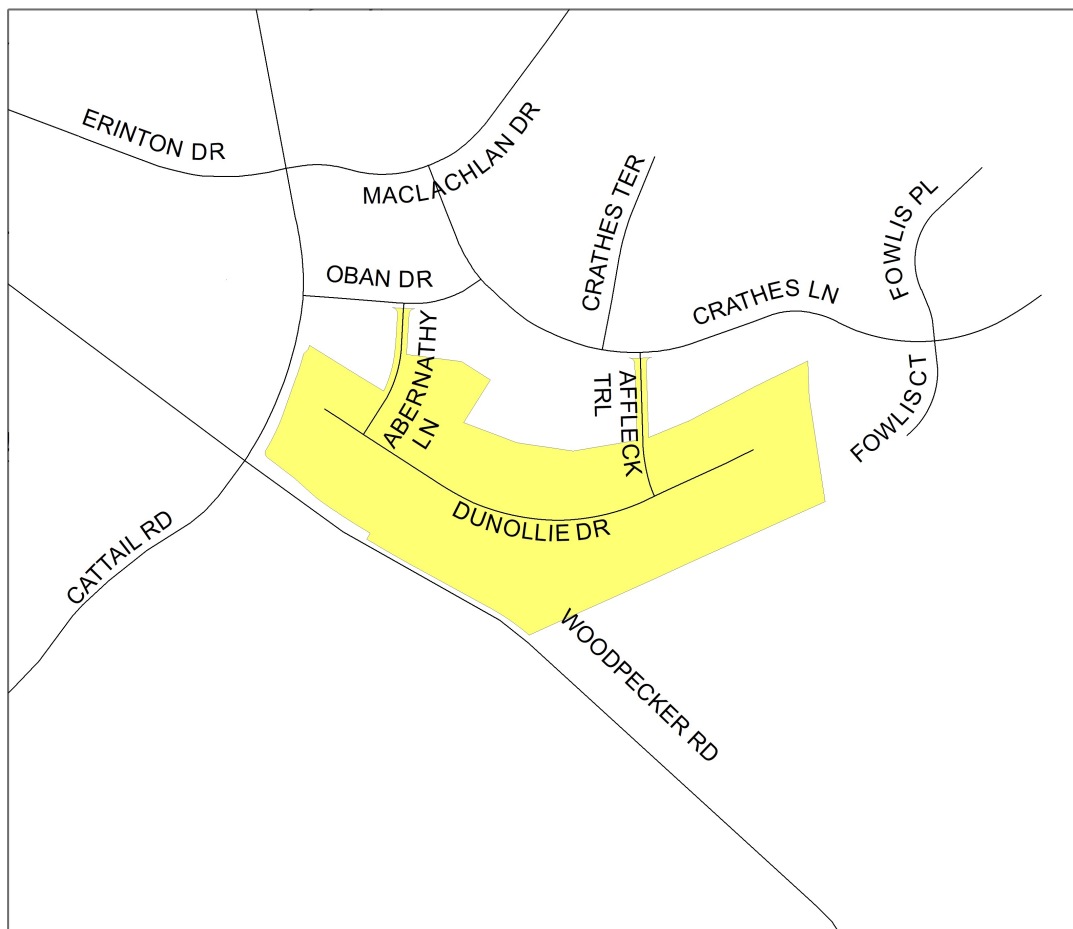 ERINTON DR
MACLACHLAN DR
CRATHES TER
FOWLIS PL
OBAN DR
CRATHES LN
ABERNATHY
LN
AFFLECK
TRL
FOWLIS CT
DUNOLLIE DR
CATTAIL RD
WOODPECKER RD